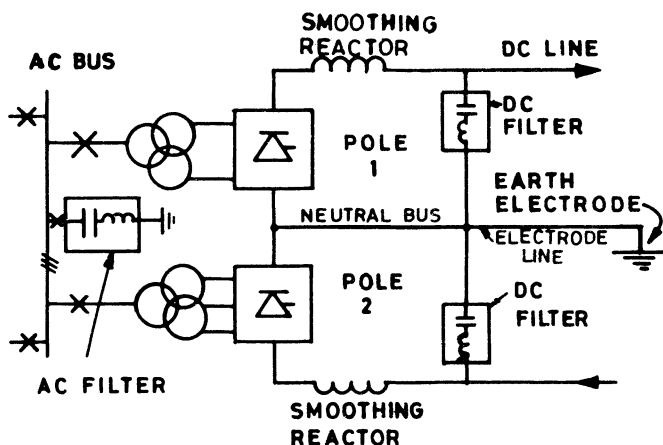 SMOOTHING
REACTOR
DC LINE
AC BUS
DC
FILTER
POLE
1
EARTH
ELECTRODE
NEUTRAL BUS
ELECTRODE
LINE
POLE
2
DC
FILTER
AC FILTER
SMOOTHING
REACTOR